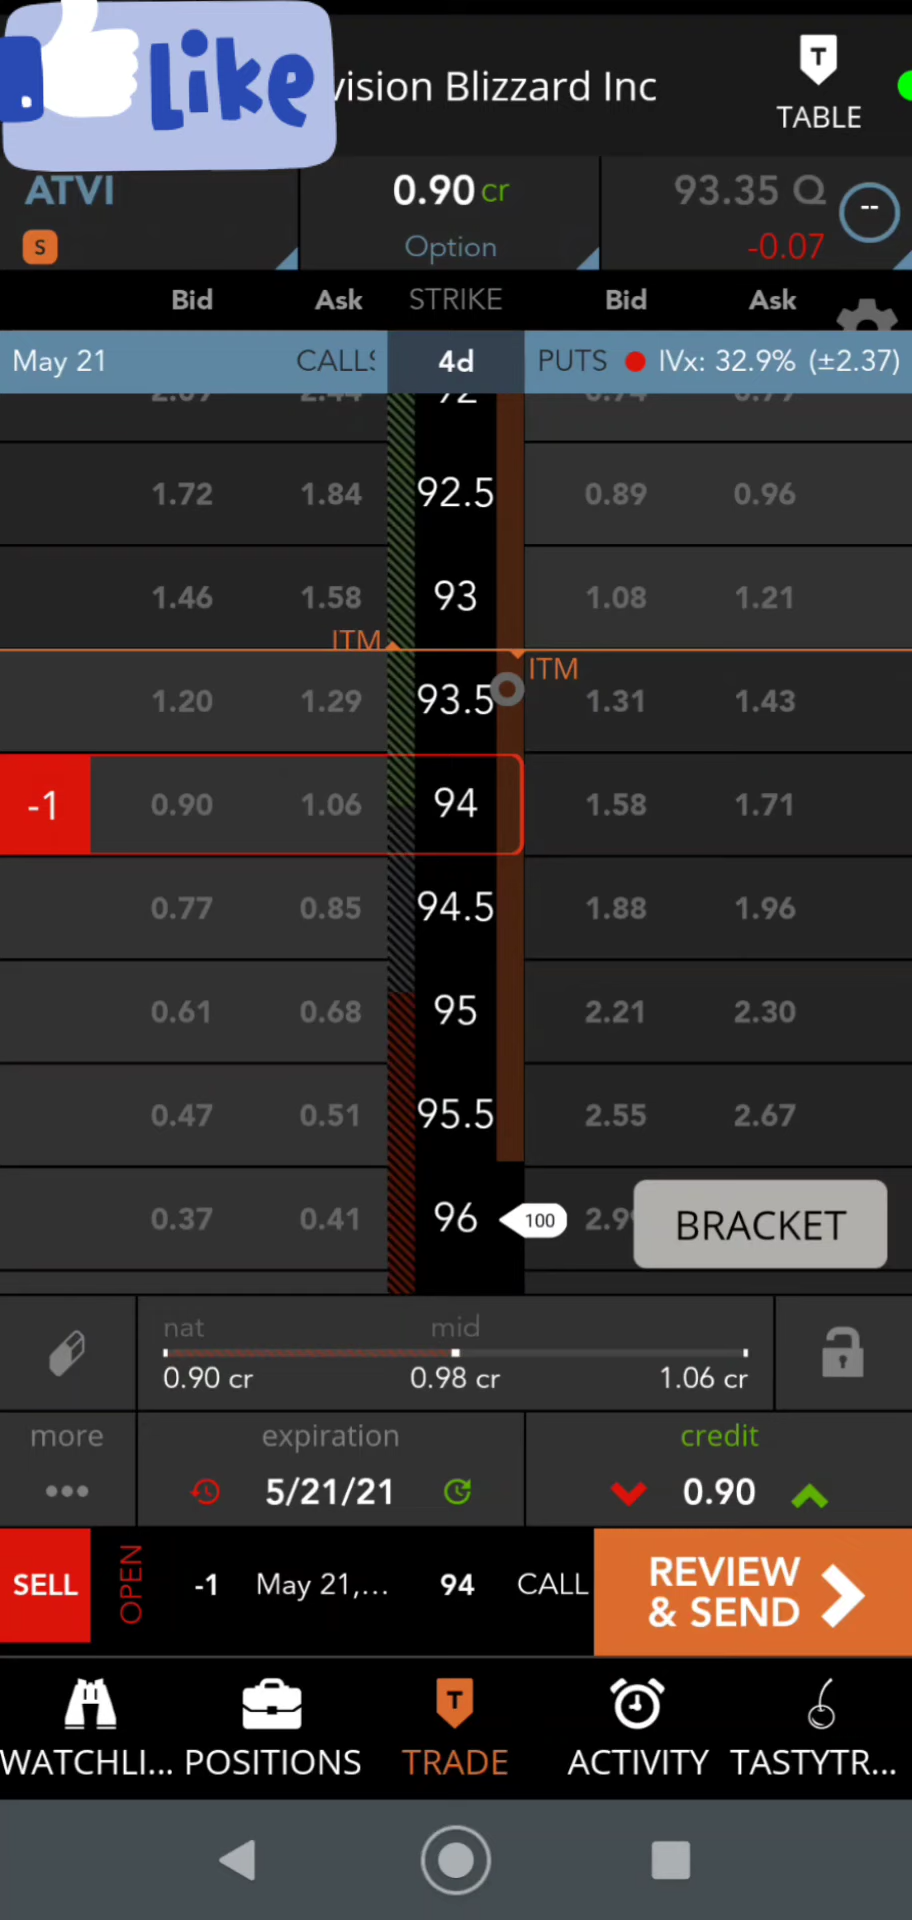 Like
vision Blizzard Inc
T
TABLE
ATVI
0.90 cr
93.35 Q
--
S
Option
-0.07
Bid Ask STRIKE Bid Ask
May 21 CALLS 4d PUTS IVx: 32.9% (±2.37)
92
1.72 1.84 92.5 0.89 0.96
1.46 1.58 93 1.08 1.21
ITM
ITM
1.20 1.29 93.5 1.31 1.43
-1 0.90 1.06 94 1.58 1.71
0.77 0.85 94.5 1.88 1.96
0.61 0.68 95 2.21 2.30
0.47 0.51 95.5 2.55 2.67
0.37 0.41 96 100 2.9
BRACKET
nat mid
0.90 cr 0.98 cr 1.06 cr
more expiration credit
5/21/21 0.90
SELL OPEN -1 May 21,... 94 CALL
REVIEW
& SEND
T
WATCHLI... POSITIONS TRADE ACTIVITY TASTYTR...